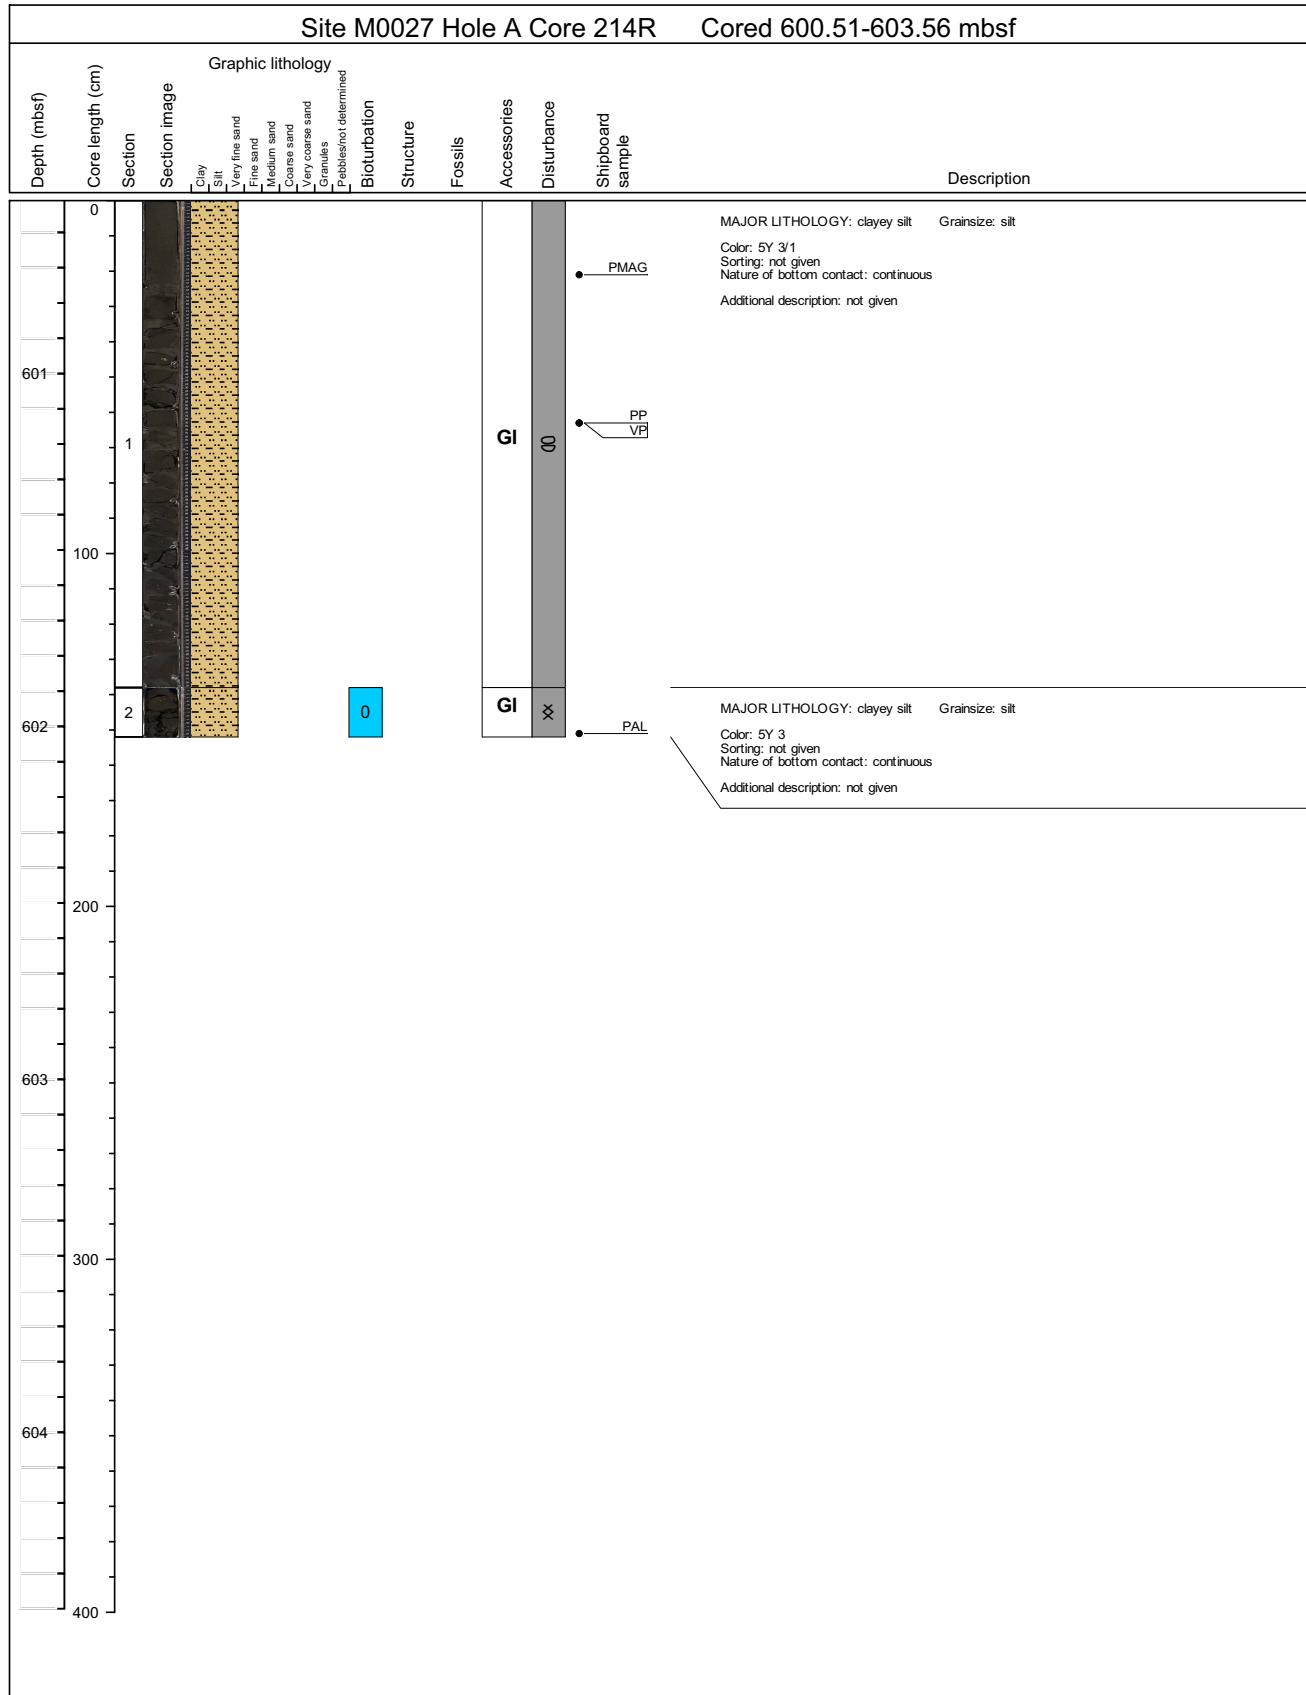 Site M0027 Hole A Core 214R Cored 600.51-603.56 mbsf
Graphic lithology
Depth (mbsf)
Core length (cm)
Section
Section image
Clay
Silt
Very fine sand
Fine sand
Medium sand
Coarse sand
Very coarse sand
Granules
Pebbles/not determined
Bioturbation
Structure
Fossils
Accessories
Disturbance
Shipboard
sample
Description
0
MAJOR LITHOLOGY: clayey silt Grainsize: silt
Color: 5Y 3/1
Sorting: not given
Nature of bottom contact: continuous
Additional description: not given
PMAG
601
PP
VP
1
Gl
100
2
0
Gl
602
PAL
MAJOR LITHOLOGY: clayey silt Grainsize: silt
Color: 5Y 3
Sorting: not given
Nature of bottom contact: continuous
Additional description: not given
200
603
300
604
400